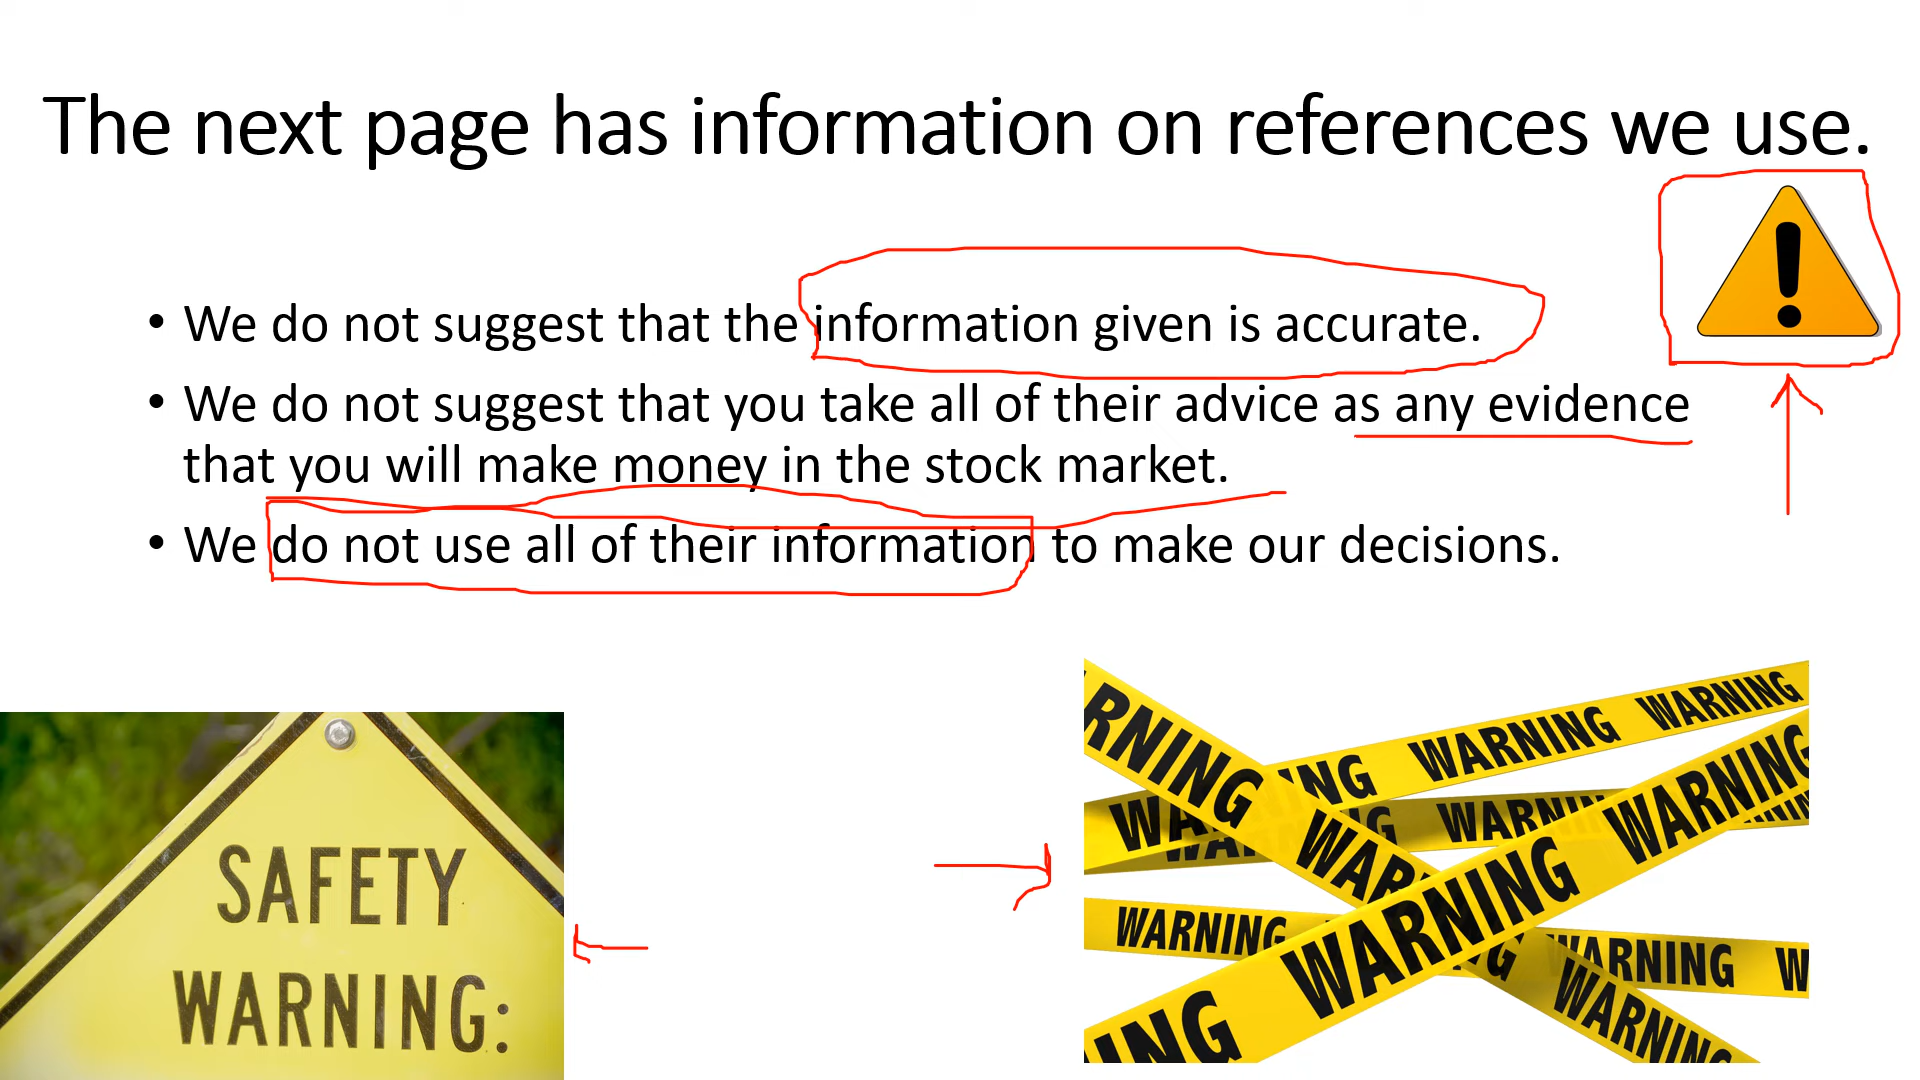 The next page has information on references we use.
• We do not suggest that the information given is accurate.
• We do not suggest that you take all of their advice as any evidence
that you will make money in the stock market.
• We do not use all of their information to make our decisions.
SAFETY
WARNING:
WARNING
WARNING
WARNING
WARNING
WARNING
WARNING
WARNING
WARNING
WARNING